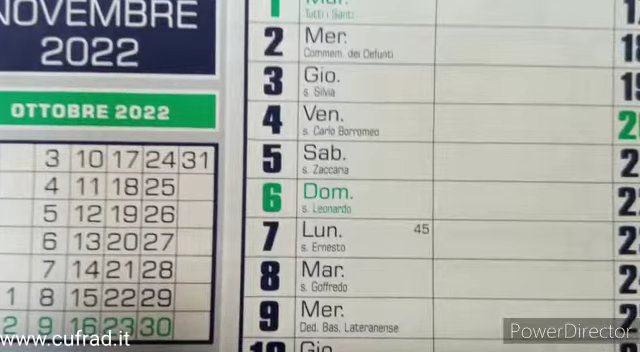 NOVEMBRE
2022
OTTOBRE 2022
3 10 17 24 31
4 11 18 25
5 12 19 26
6 13 20 27
7 14 21 28
1 8 15 22 29
2 9 16 23 30
www.cufrad.it
1 Mar.
Tutti i Santi
2 Mer.
Commem. dei Defunti
3 Gio.
s. Silvia
4 Ven.
s. Carlo Borromeo
5 Sab.
s. Zaccaria
6 Dom.
s. Leonardo
7 Lun. 45
s. Ernesto
8 Mar.
s. Goffredo
9 Mer.
Ded. Bas. Lateranense
10 Gio
PowerDirector